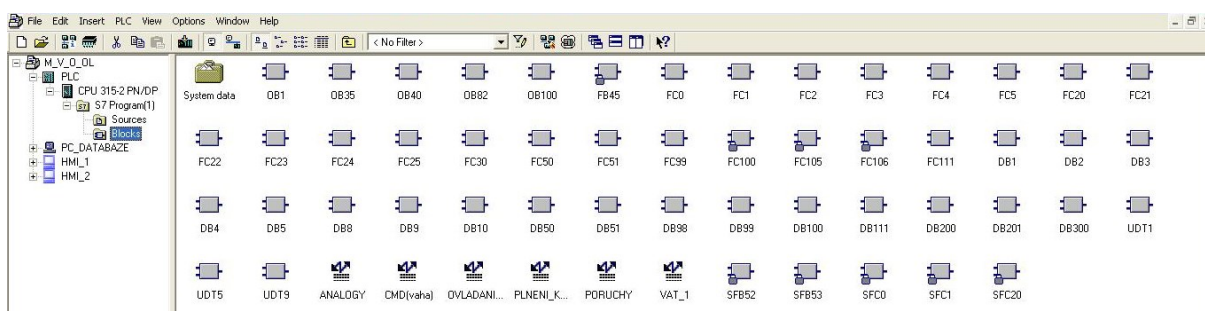 File Edit Insert PLC View Options Window Help
< No Filter >
M_V_O_OL
PLC
CPU 315-2 PN/DP
S7 Program(1)
Sources
Blocks
PC_DATABAZE
HMI_1
HMI_2
System data OB1 OB35 OB40 OB82 OB100 FB45 FC0 FC1 FC2 FC3 FC4 FC5 FC20 FC21
FC22 FC23 FC24 FC25 FC30 FC50 FC51 FC99 FC100 FC105 FC106 FC111 DB1 DB2 DB3
DB4 DB5 DB8 DB9 DB10 DB50 DB51 DB98 DB99 DB100 DB111 DB200 DB201 DB300 UDT1
UDT5 UDT9 ANALOGY CMD(vaha) OVLADANI... PLNENI_K... PORUCHY VAT_1 SFB52 SFB53 SFC0 SFC1 SFC20